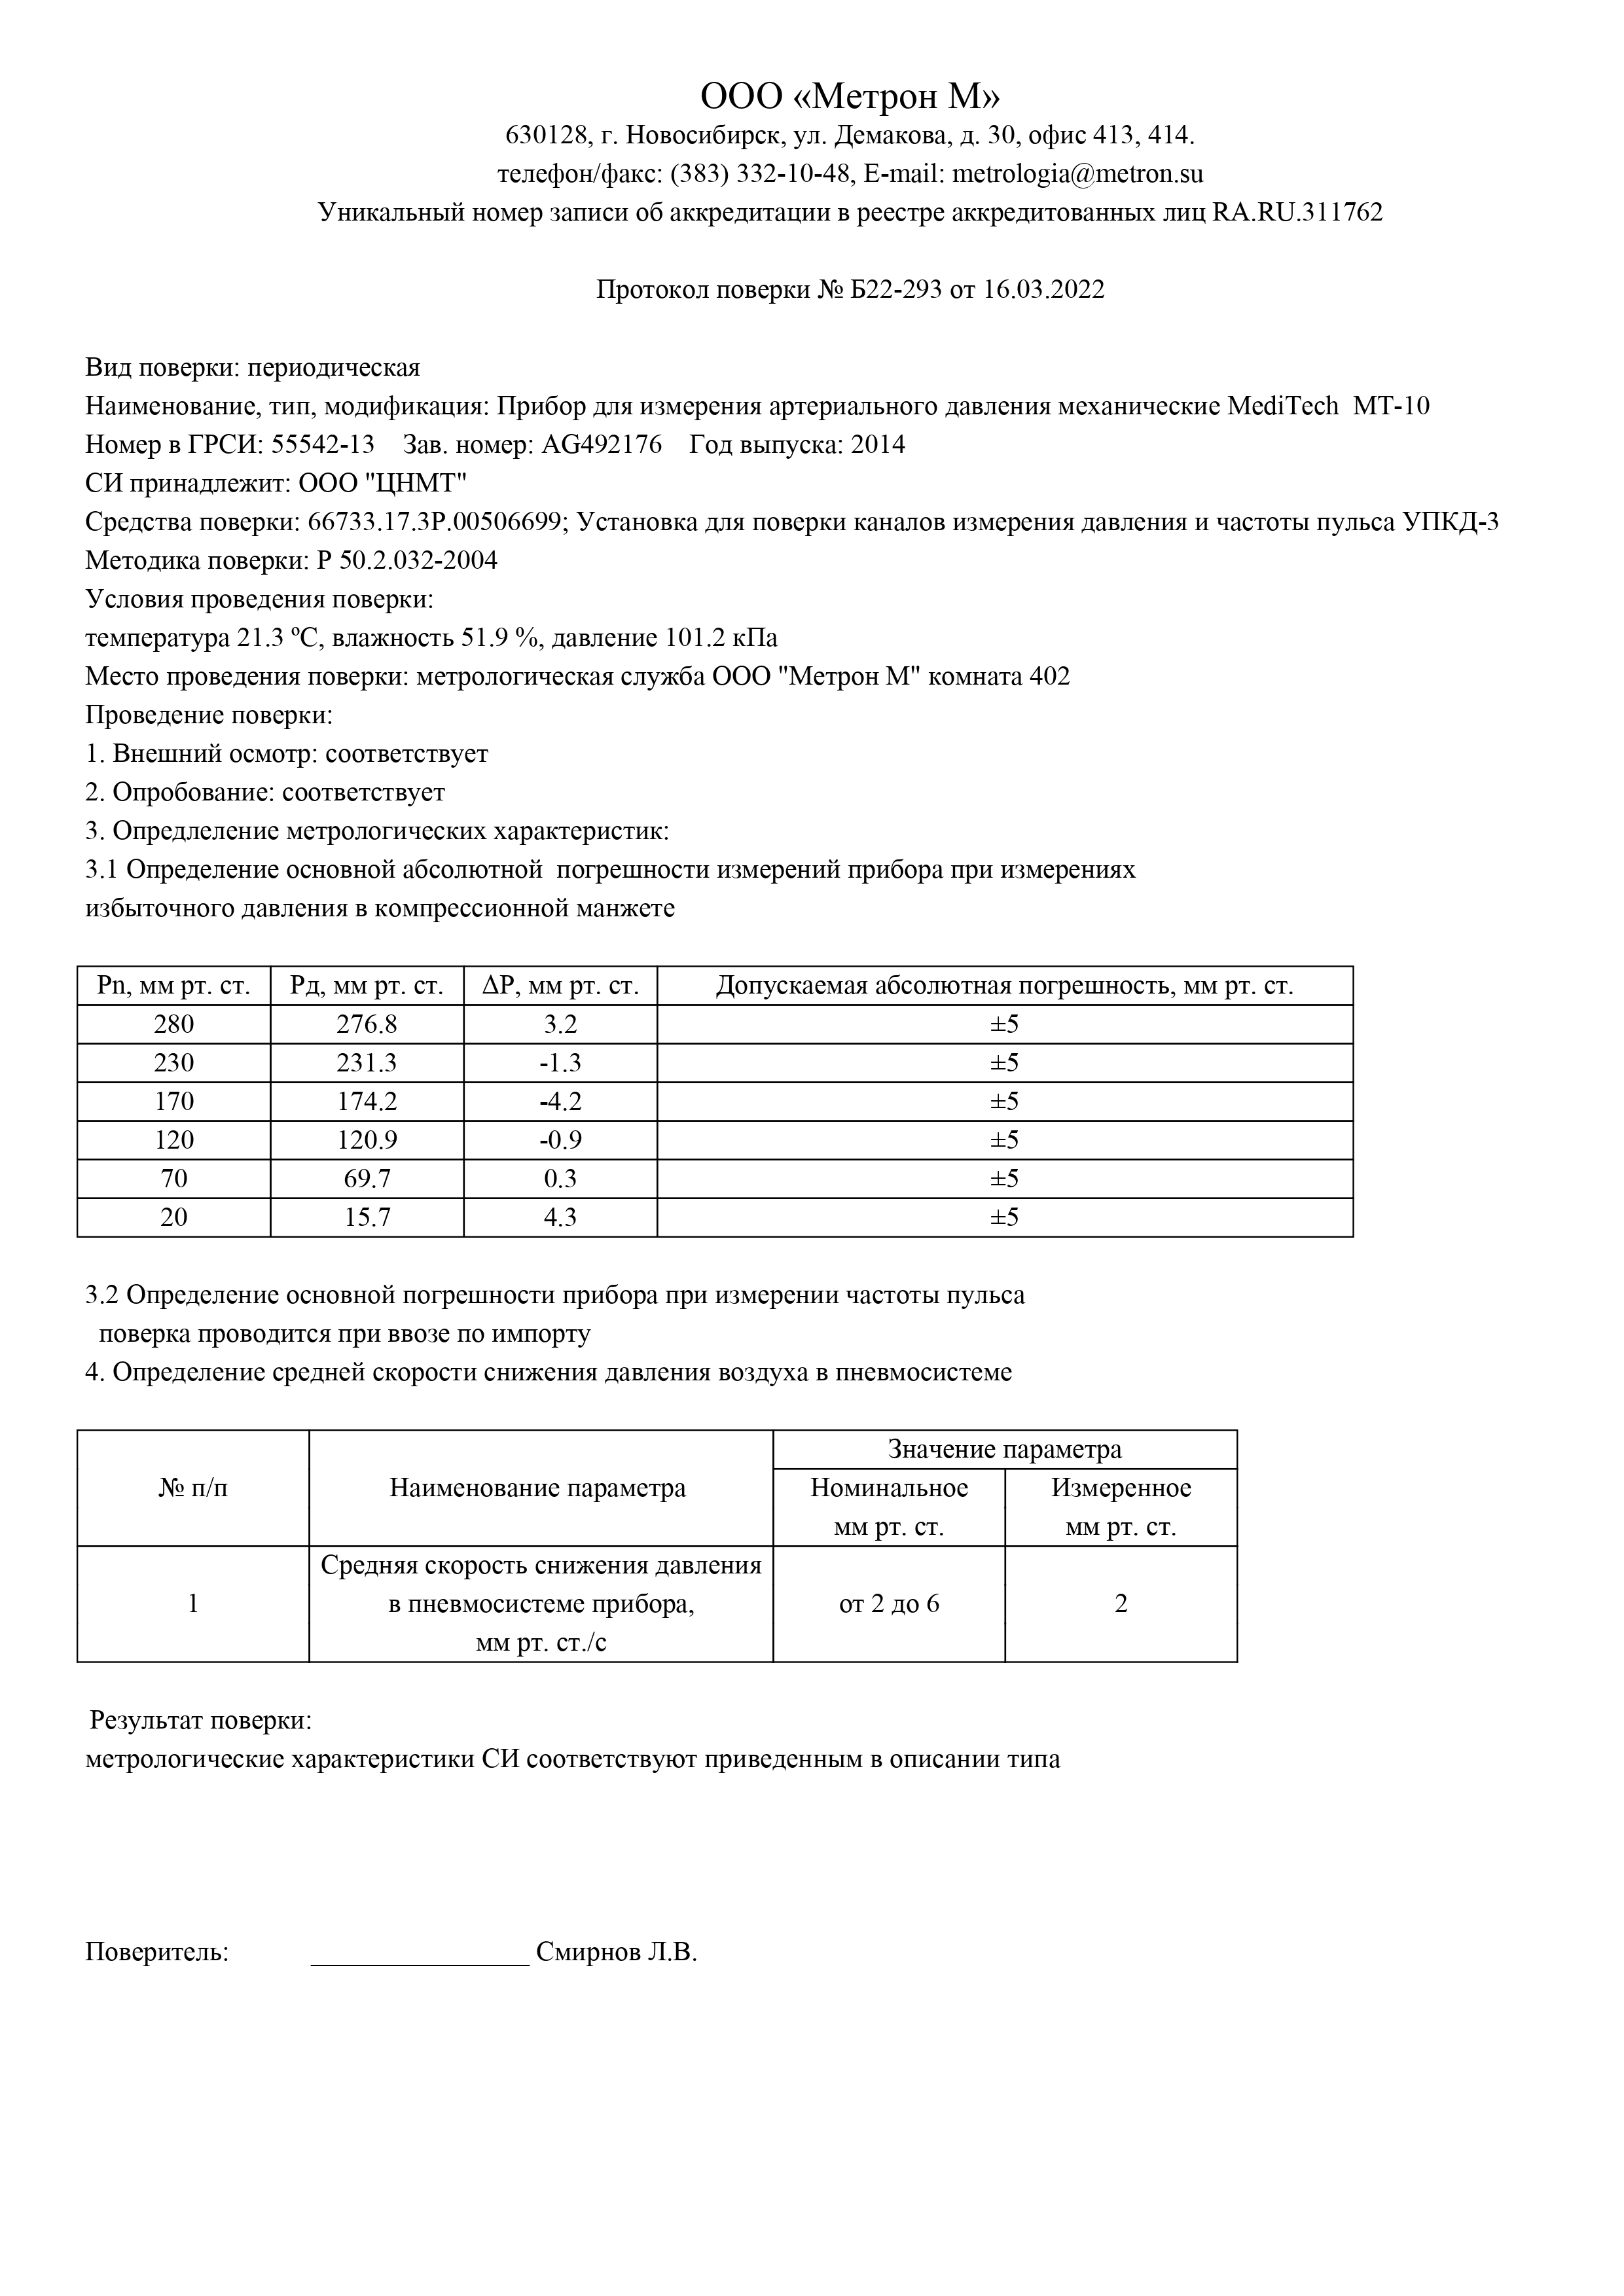 ООО «Метрон М»
630128, г. Новосибирск, ул. Демакова, д. 30, офис 413, 414.
телефон/факс: (383) 332-10-48, E-mail: metrologia@metron.su
Уникальный номер записи об аккредитации в реестре аккредитованных лиц RA.RU.311762
Протокол поверки № Б22-293 от 16.03.2022
Вид поверки: периодическая
Наименование, тип, модификация: Прибор для измерения артериального давления механические MediTech  МТ-10
Номер в ГРСИ: 55542-13    Зав. номер: AG492176    Год выпуска: 2014
СИ принадлежит: ООО "ЦНМТ"
Средства поверки: 66733.17.3Р.00506699; Установка для поверки каналов измерения давления и частоты пульса УПКД-3
Методика поверки: Р 50.2.032-2004
Условия проведения поверки:
температура 21.3 ºС, влажность 51.9 %, давление 101.2 кПа
Место проведения поверки: метрологическая служба ООО "Метрон М" комната 402
Проведение поверки:
1. Внешний осмотр: соответствует
2. Опробование: соответствует
3. Опредлеление метрологических характеристик:
3.1 Определение основной абсолютной  погрешности измерений прибора при измерениях
избыточного давления в компрессионной манжете
Pn, мм рт. ст. Рд, мм рт. ст. ΔР, мм рт. ст. Допускаемая абсолютная погрешность, мм рт. ст.
280 276.8 3.2 ±5
230 231.3 -1.3 ±5
170 174.2 -4.2 ±5
120 120.9 -0.9 ±5
70 69.7 0.3 ±5
20 15.7 4.3 ±5
3.2 Определение основной погрешности прибора при измерении частоты пульса
поверка проводится при ввозе по импорту
4. Определение средней скорости снижения давления воздуха в пневмосистеме
№ п/п Наименование параметра Значение параметра
Номинальное Измеренное
мм рт. ст. мм рт. ст.
Средняя скорость снижения давления
1 в пневмосистеме прибора, от 2 до 6 2
мм рт. ст./с
Результат поверки:
метрологические характеристики СИ соответствуют приведенным в описании типа
Поверитель: ________________ Смирнов Л.В.